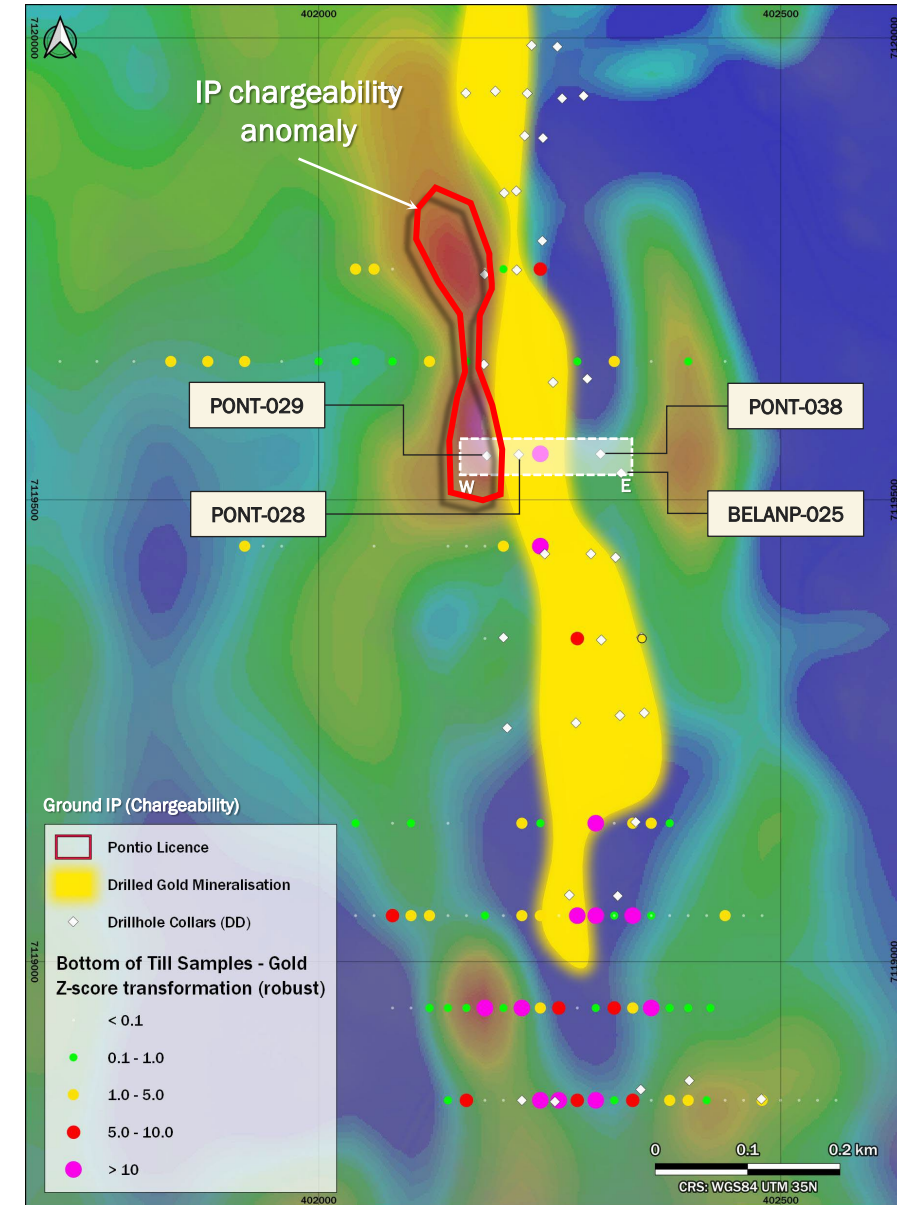 402000
402500
7120000
7120000
IP chargeability
anomaly
PONT-029
PONT-038
W
E
7119500
7119500
PONT-028
BELANP-025
Ground IP (Chargeability)
Pontio Licence
Drilled Gold Mineralisation
Drillhole Collars (DD)
7119000
7119000
Bottom of Till Samples - Gold
Z-score transformation (robust)
< 0.1
0.1 - 1.0
1.0 - 5.0
5.0 - 10.0
> 10
0 0.1 0.2 km
CRS: WGS84 UTM 35N
402000
402500